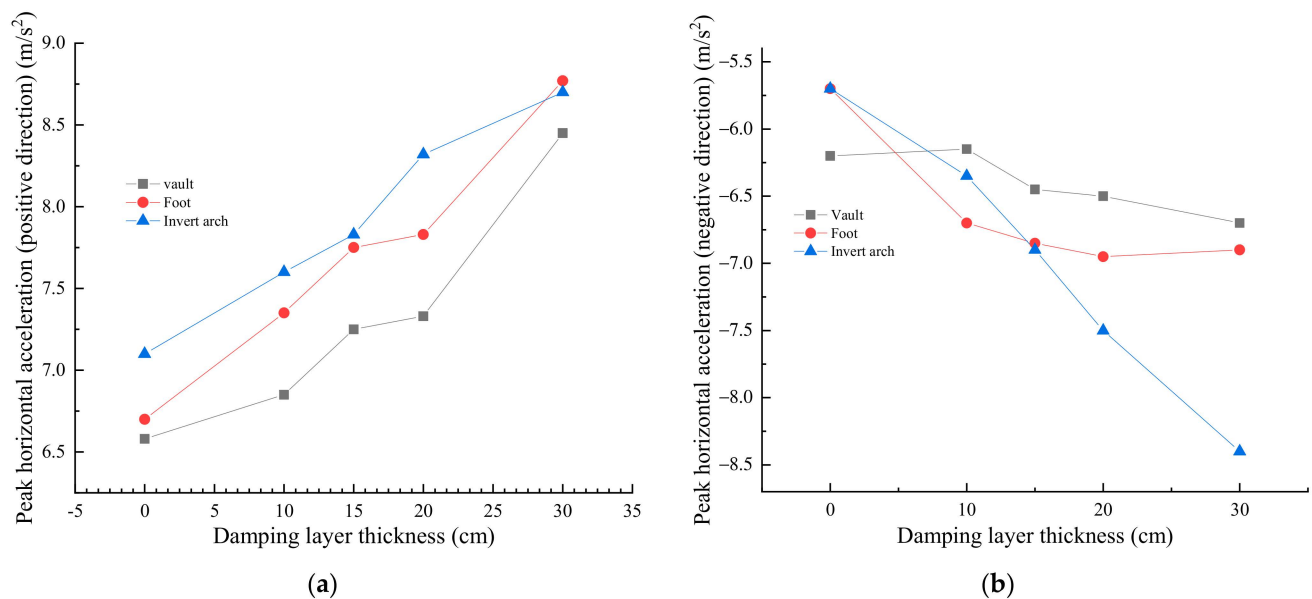 Peak horizontal acceleration (positive direction) (m/s²)
9.0
8.5
8.0
7.5
7.0
6.5
vault
Foot
Invert arch
-5
0
5
10
15
20
25
30
35
Damping layer thickness (cm)
(a)
Peak horizontal acceleration (negative direction) (m/s²)
−5.5
−6.0
−6.5
−7.0
−7.5
−8.0
−8.5
Vault
Foot
Invert arch
0
10
20
30
Damping layer thickness (cm)
(b)